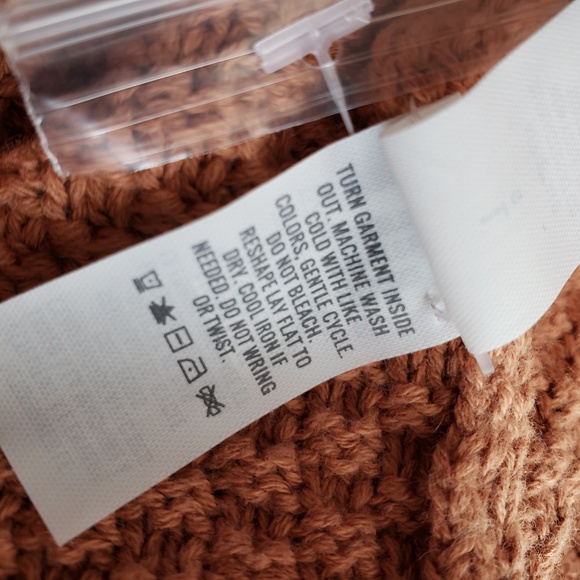 TURN GARMENT INSIDE
OUT. MACHINE WASH
COLD WITH LIKE
COLORS, GENTLE CYCLE.
DO NOT BLEACH.
RESHAPE LAY FLAT TO
DRY. COOL IRON IF
NEEDED. DO NOT WRING
OR TWIST.